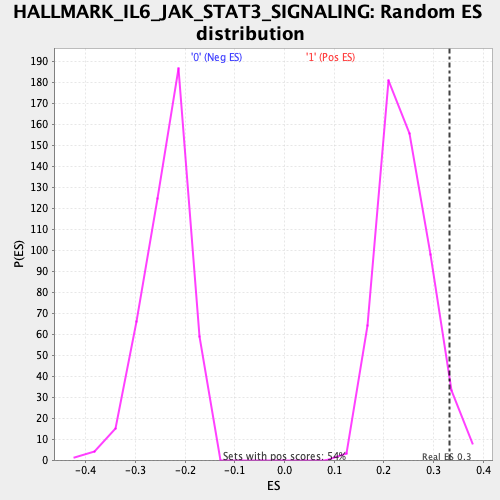 HALLMARK_IL6_JAK_STAT3_SIGNALING: Random ES
distribution
'0' (Neg ES)
'1' (Pos ES)
190
180
170
160
150
140
130
120
110
100
90
80
70
60
50
40
30
20
10
0
P(ES)
Sets with pos scores: 54%
Real ES 0.3
-0.4 -0.3 -0.2 -0.1 0.0 0.1 0.2 0.3 0.4
ES